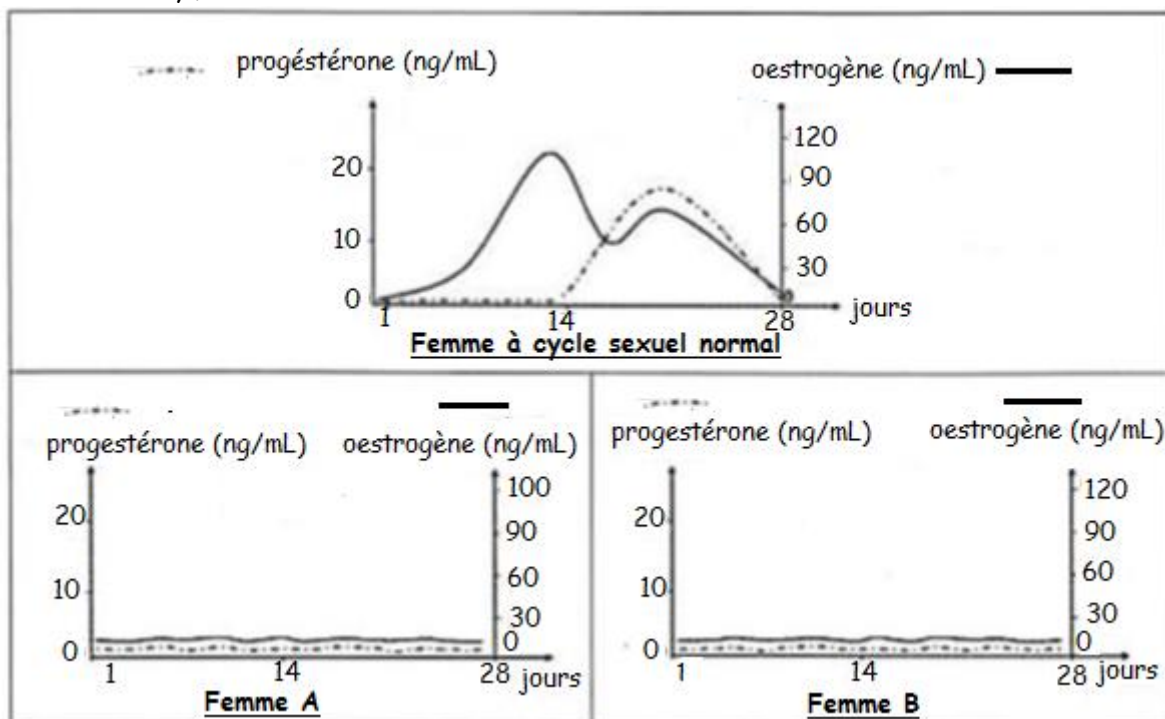 progéstérone (ng/mL) oestrogène (ng/mL)
20 10 0
120 90 60 30 0
1 14 28 jours
Femme à cycle sexuel normal
progestérone (ng/mL) oestrogène (ng/mL)
20 10 0
100 90 60 30 0
1 14 28 jours
Femme A
progestérone (ng/mL) oestrogène (ng/mL)
20 10 0
120 90 60 30 0
1 14 28 jours
Femme B